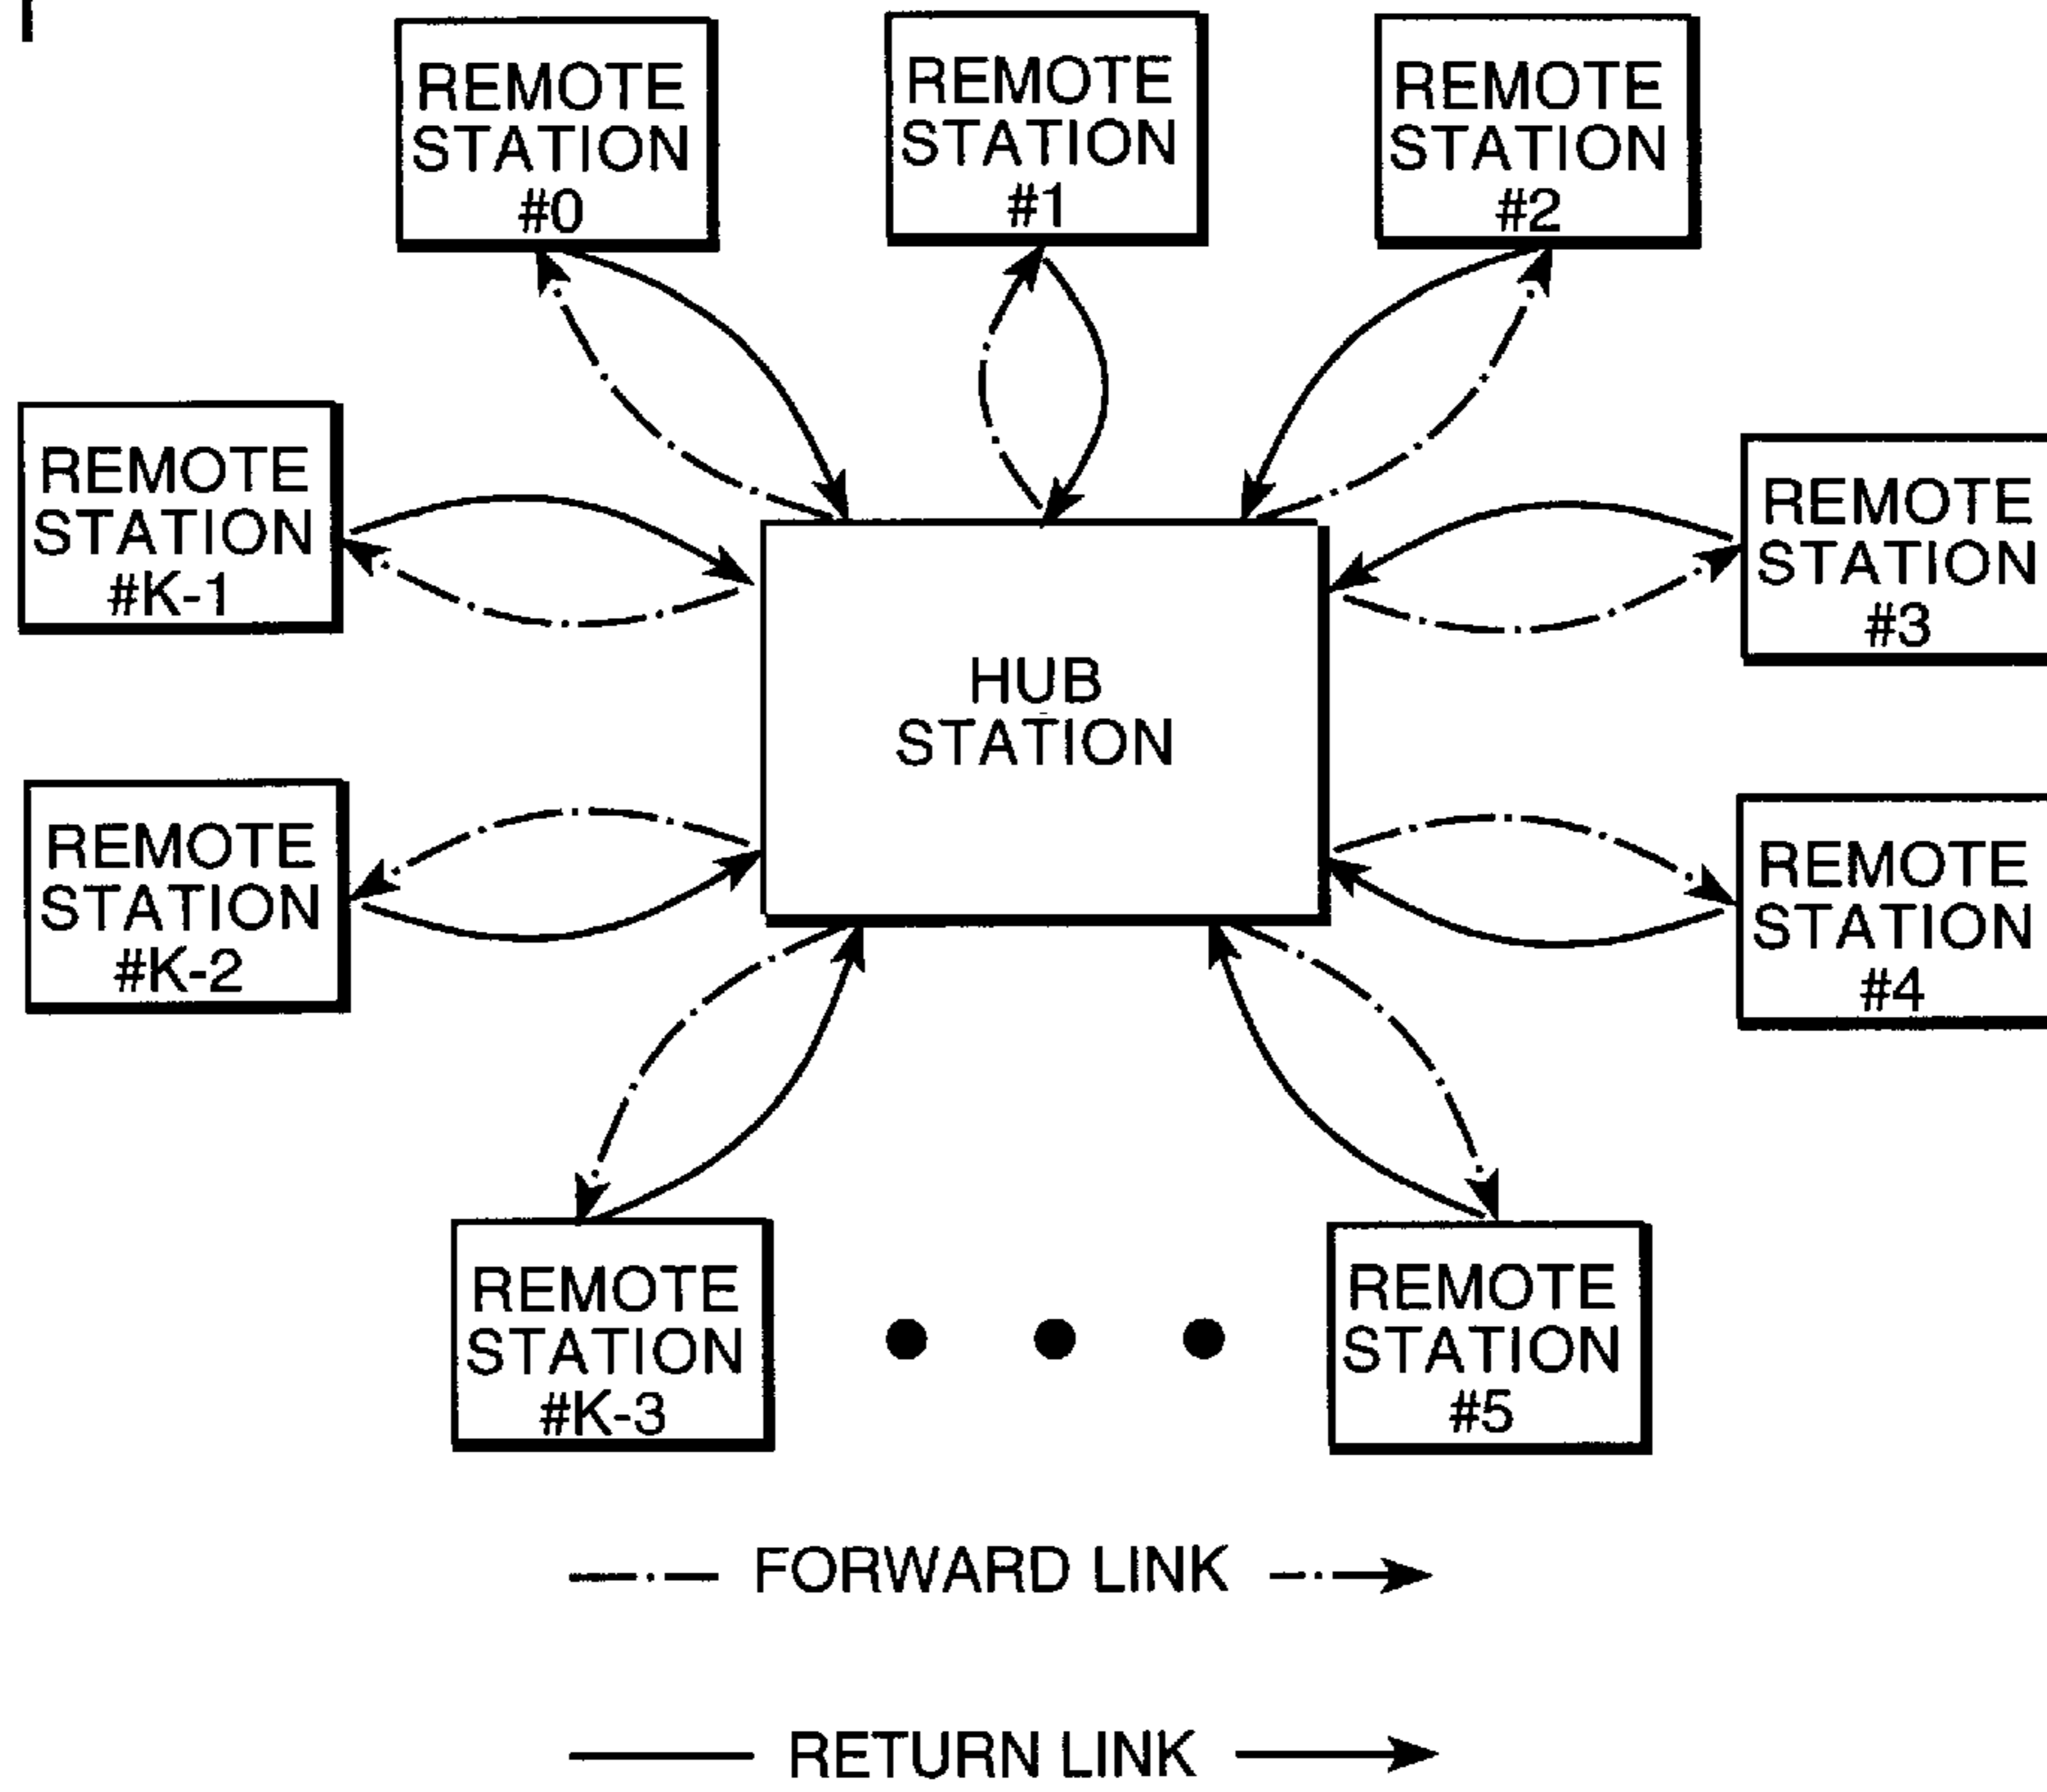 REMOTE
STATION
#0
REMOTE
STATION
#1
REMOTE
STATION
#2
REMOTE
STATION
#K-1
REMOTE
STATION
#3
HUB
STATION
REMOTE
STATION
#K-2
REMOTE
STATION
#4
REMOTE
STATION
#K-3
REMOTE
STATION
#5
FORWARD LINK
RETURN LINK